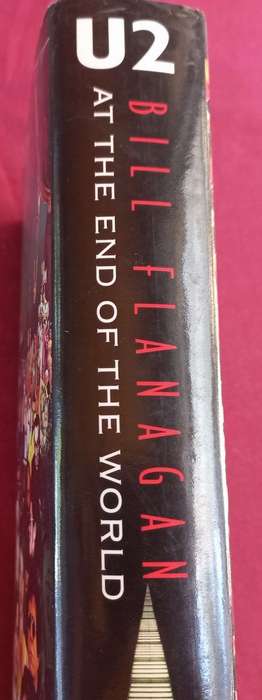 U2
AT THE END OF THE WORLD
BILL FLANAGAN